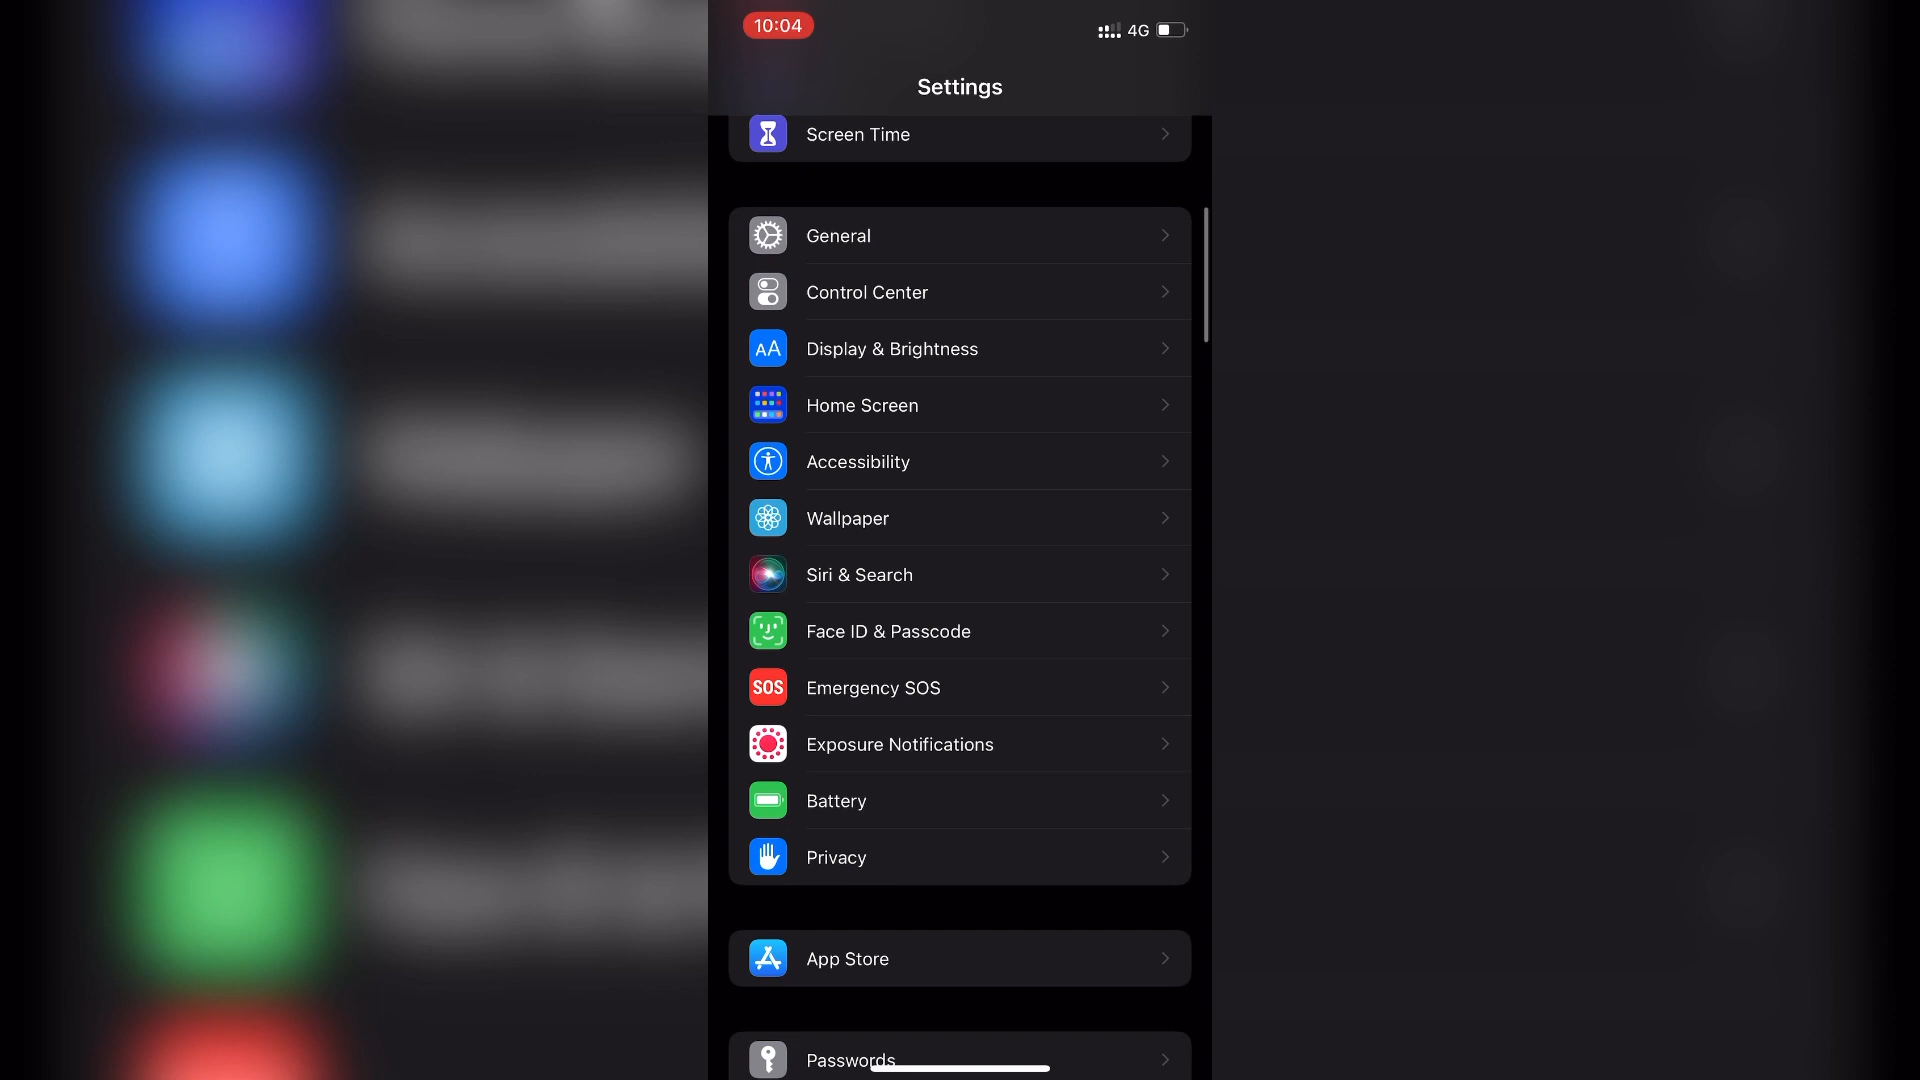 10:04
4G
Settings
Screen Time
General
Control Center
AA
Display & Brightness
Home Screen
Accessibility
Wallpaper
Siri & Search
Face ID & Passcode
SOS
Emergency SOS
Exposure Notifications
Battery
Privacy
App Store
Passwords